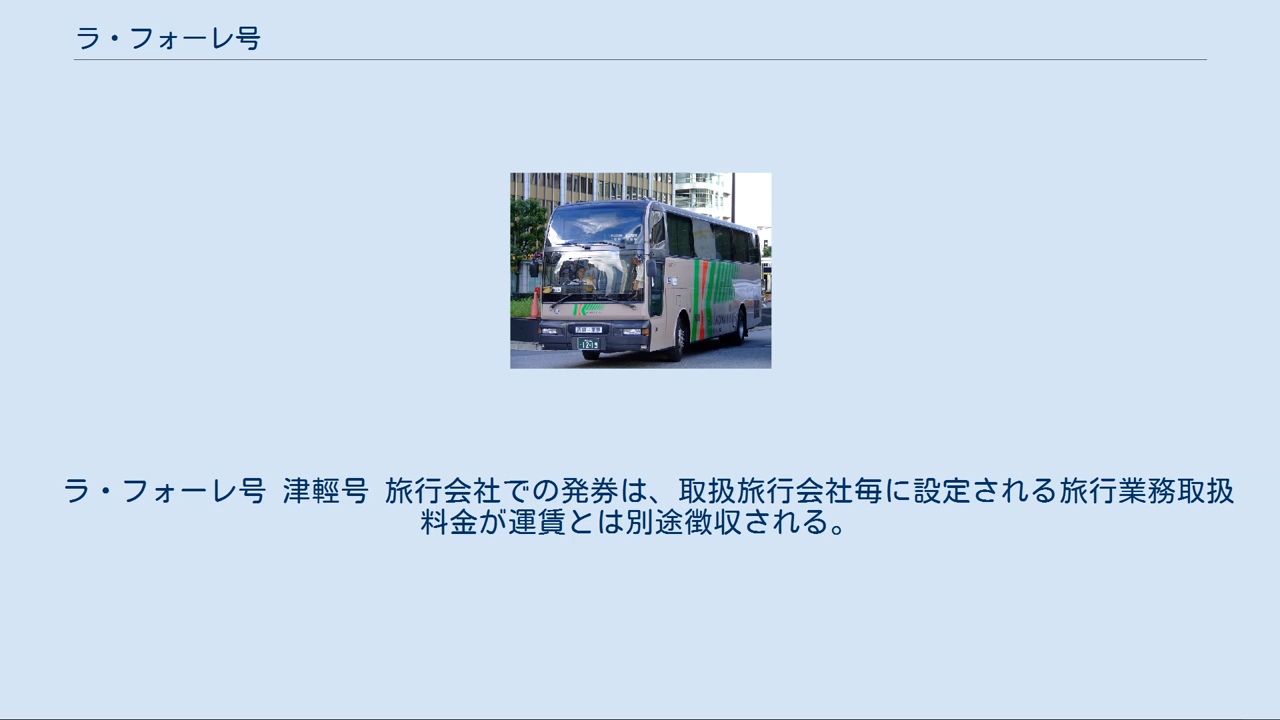 ラ・フォーレ号
ラ・フォーレ号 津輕号 旅行会社での発券は、取扱旅行会社毎に設定される旅行業務取扱
料金が運賃とは別途徴収される。